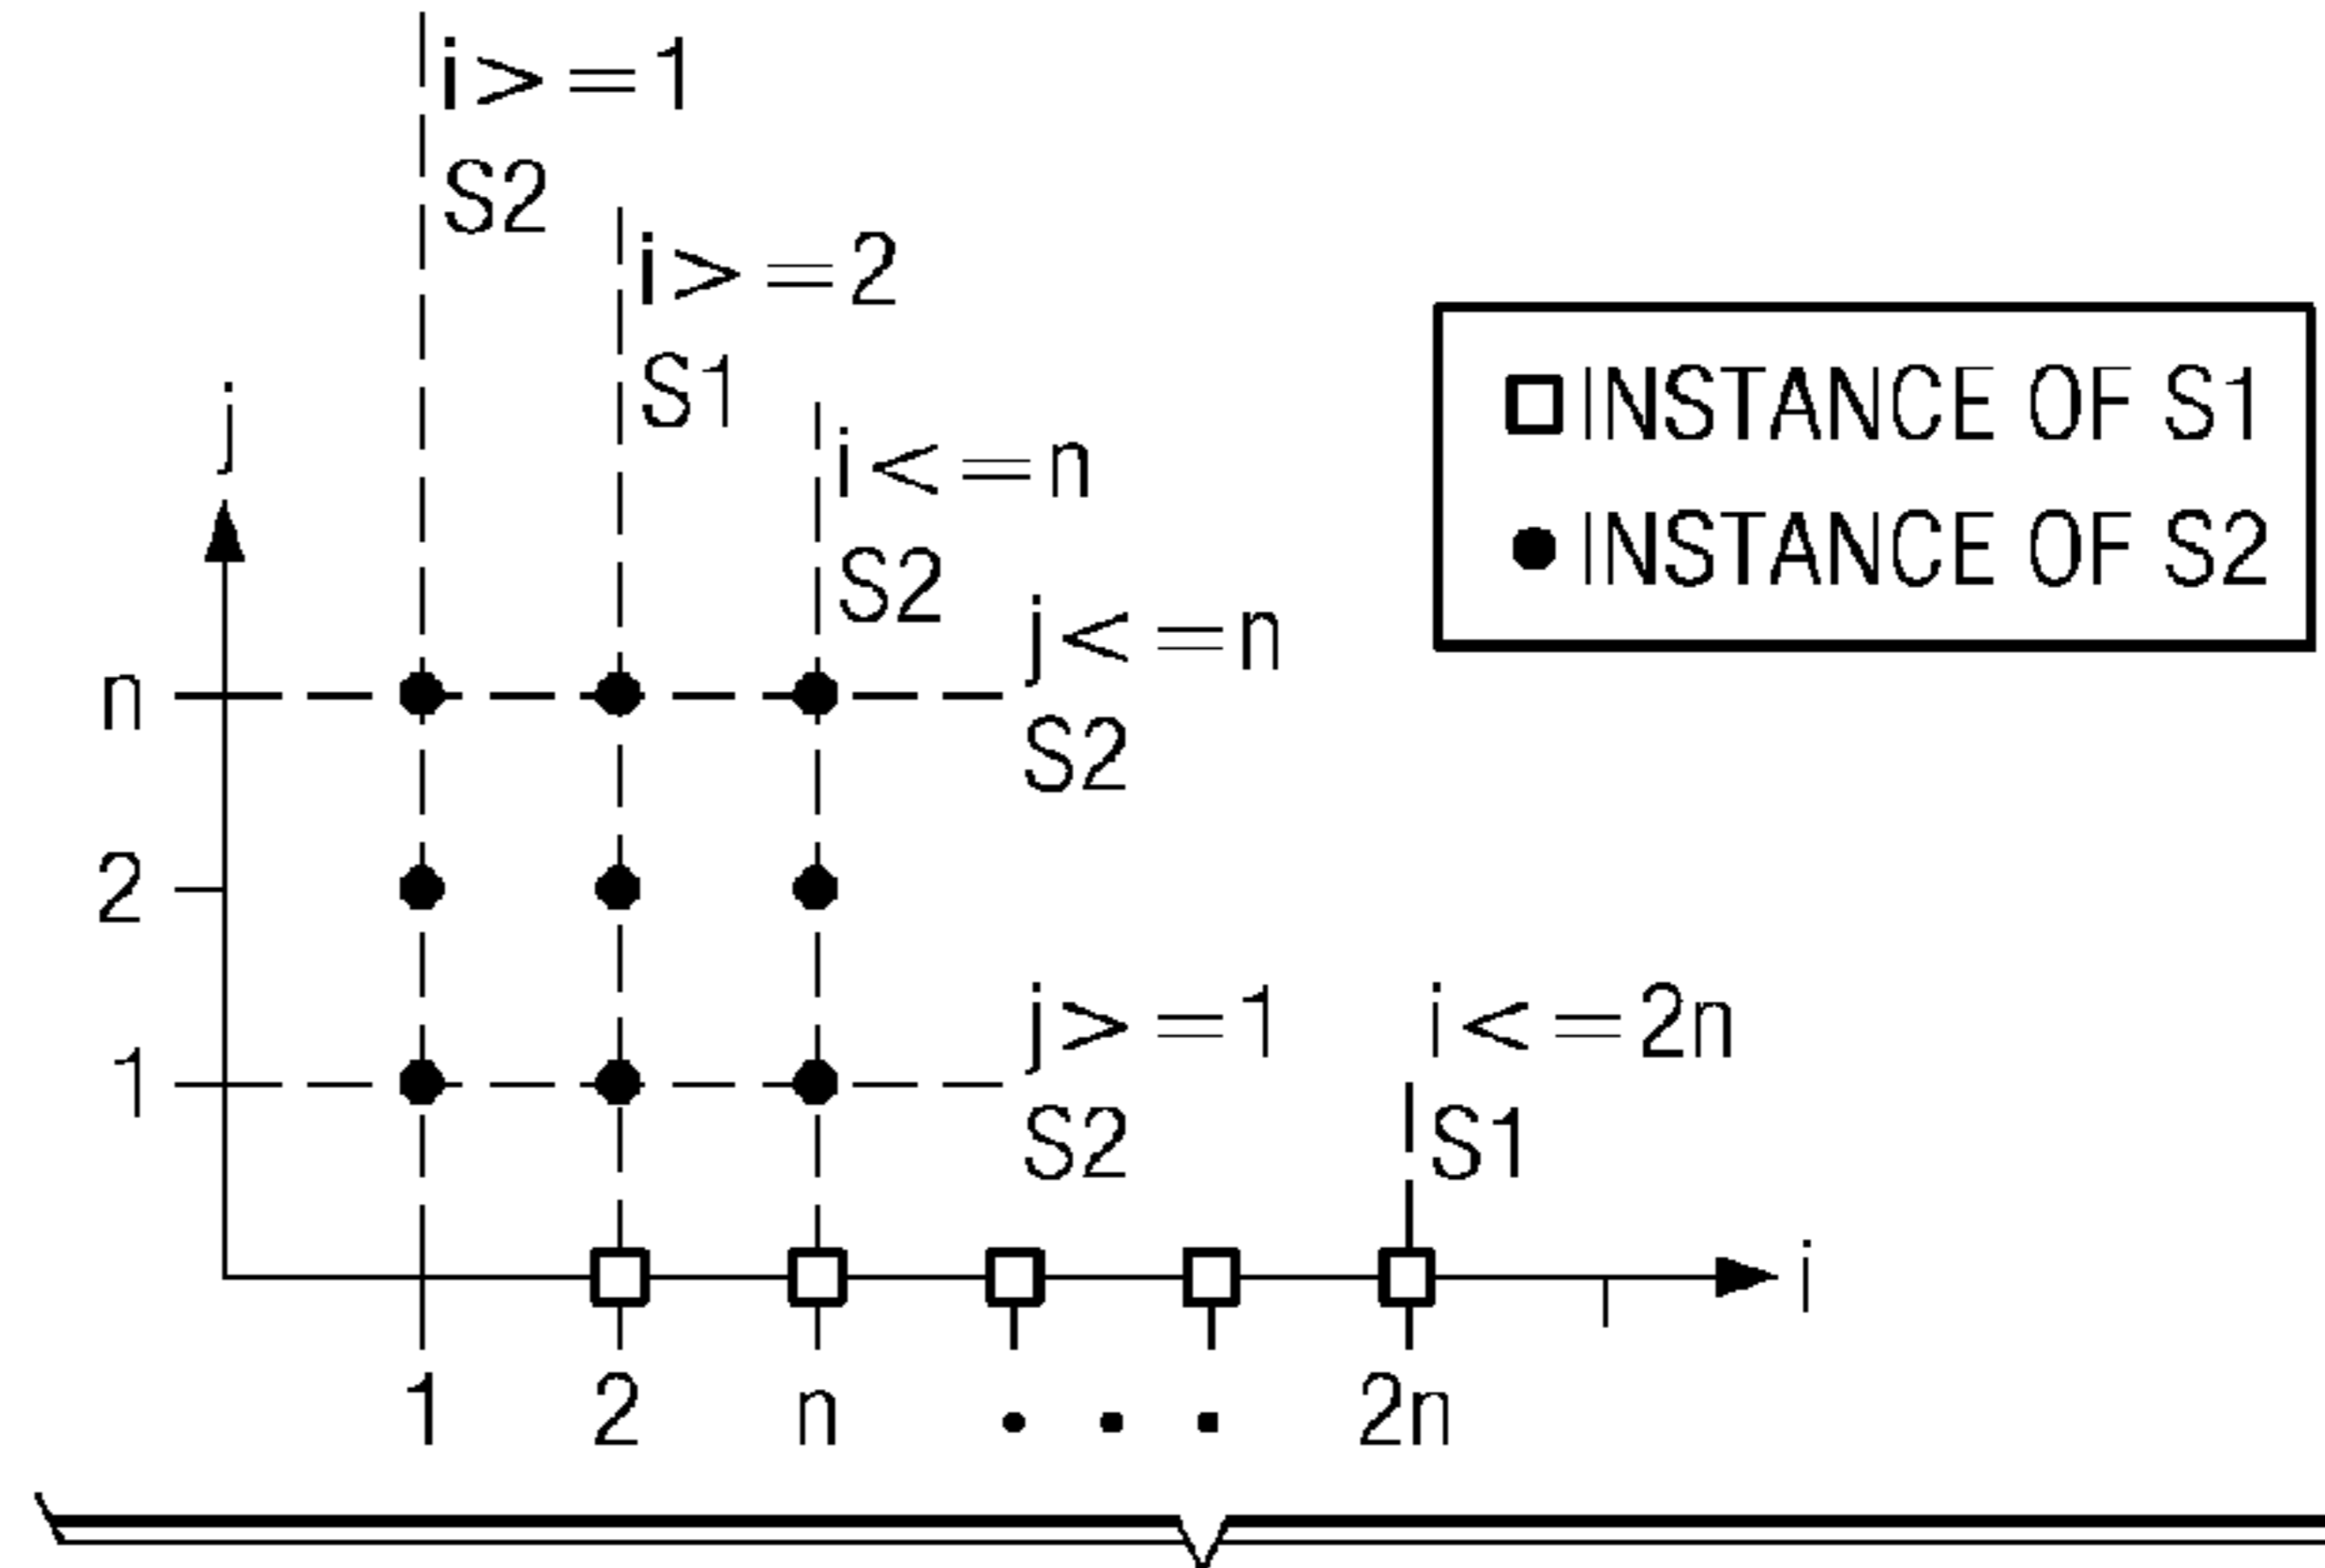 i>=1
S2
i>=2
S1
i<=n
S2
j<=n
S2
j>=1
S2
i<=2n
S1
j
n
2
1
1
2
n
• • •
2n
i
INSTANCE OF S1
INSTANCE OF S2